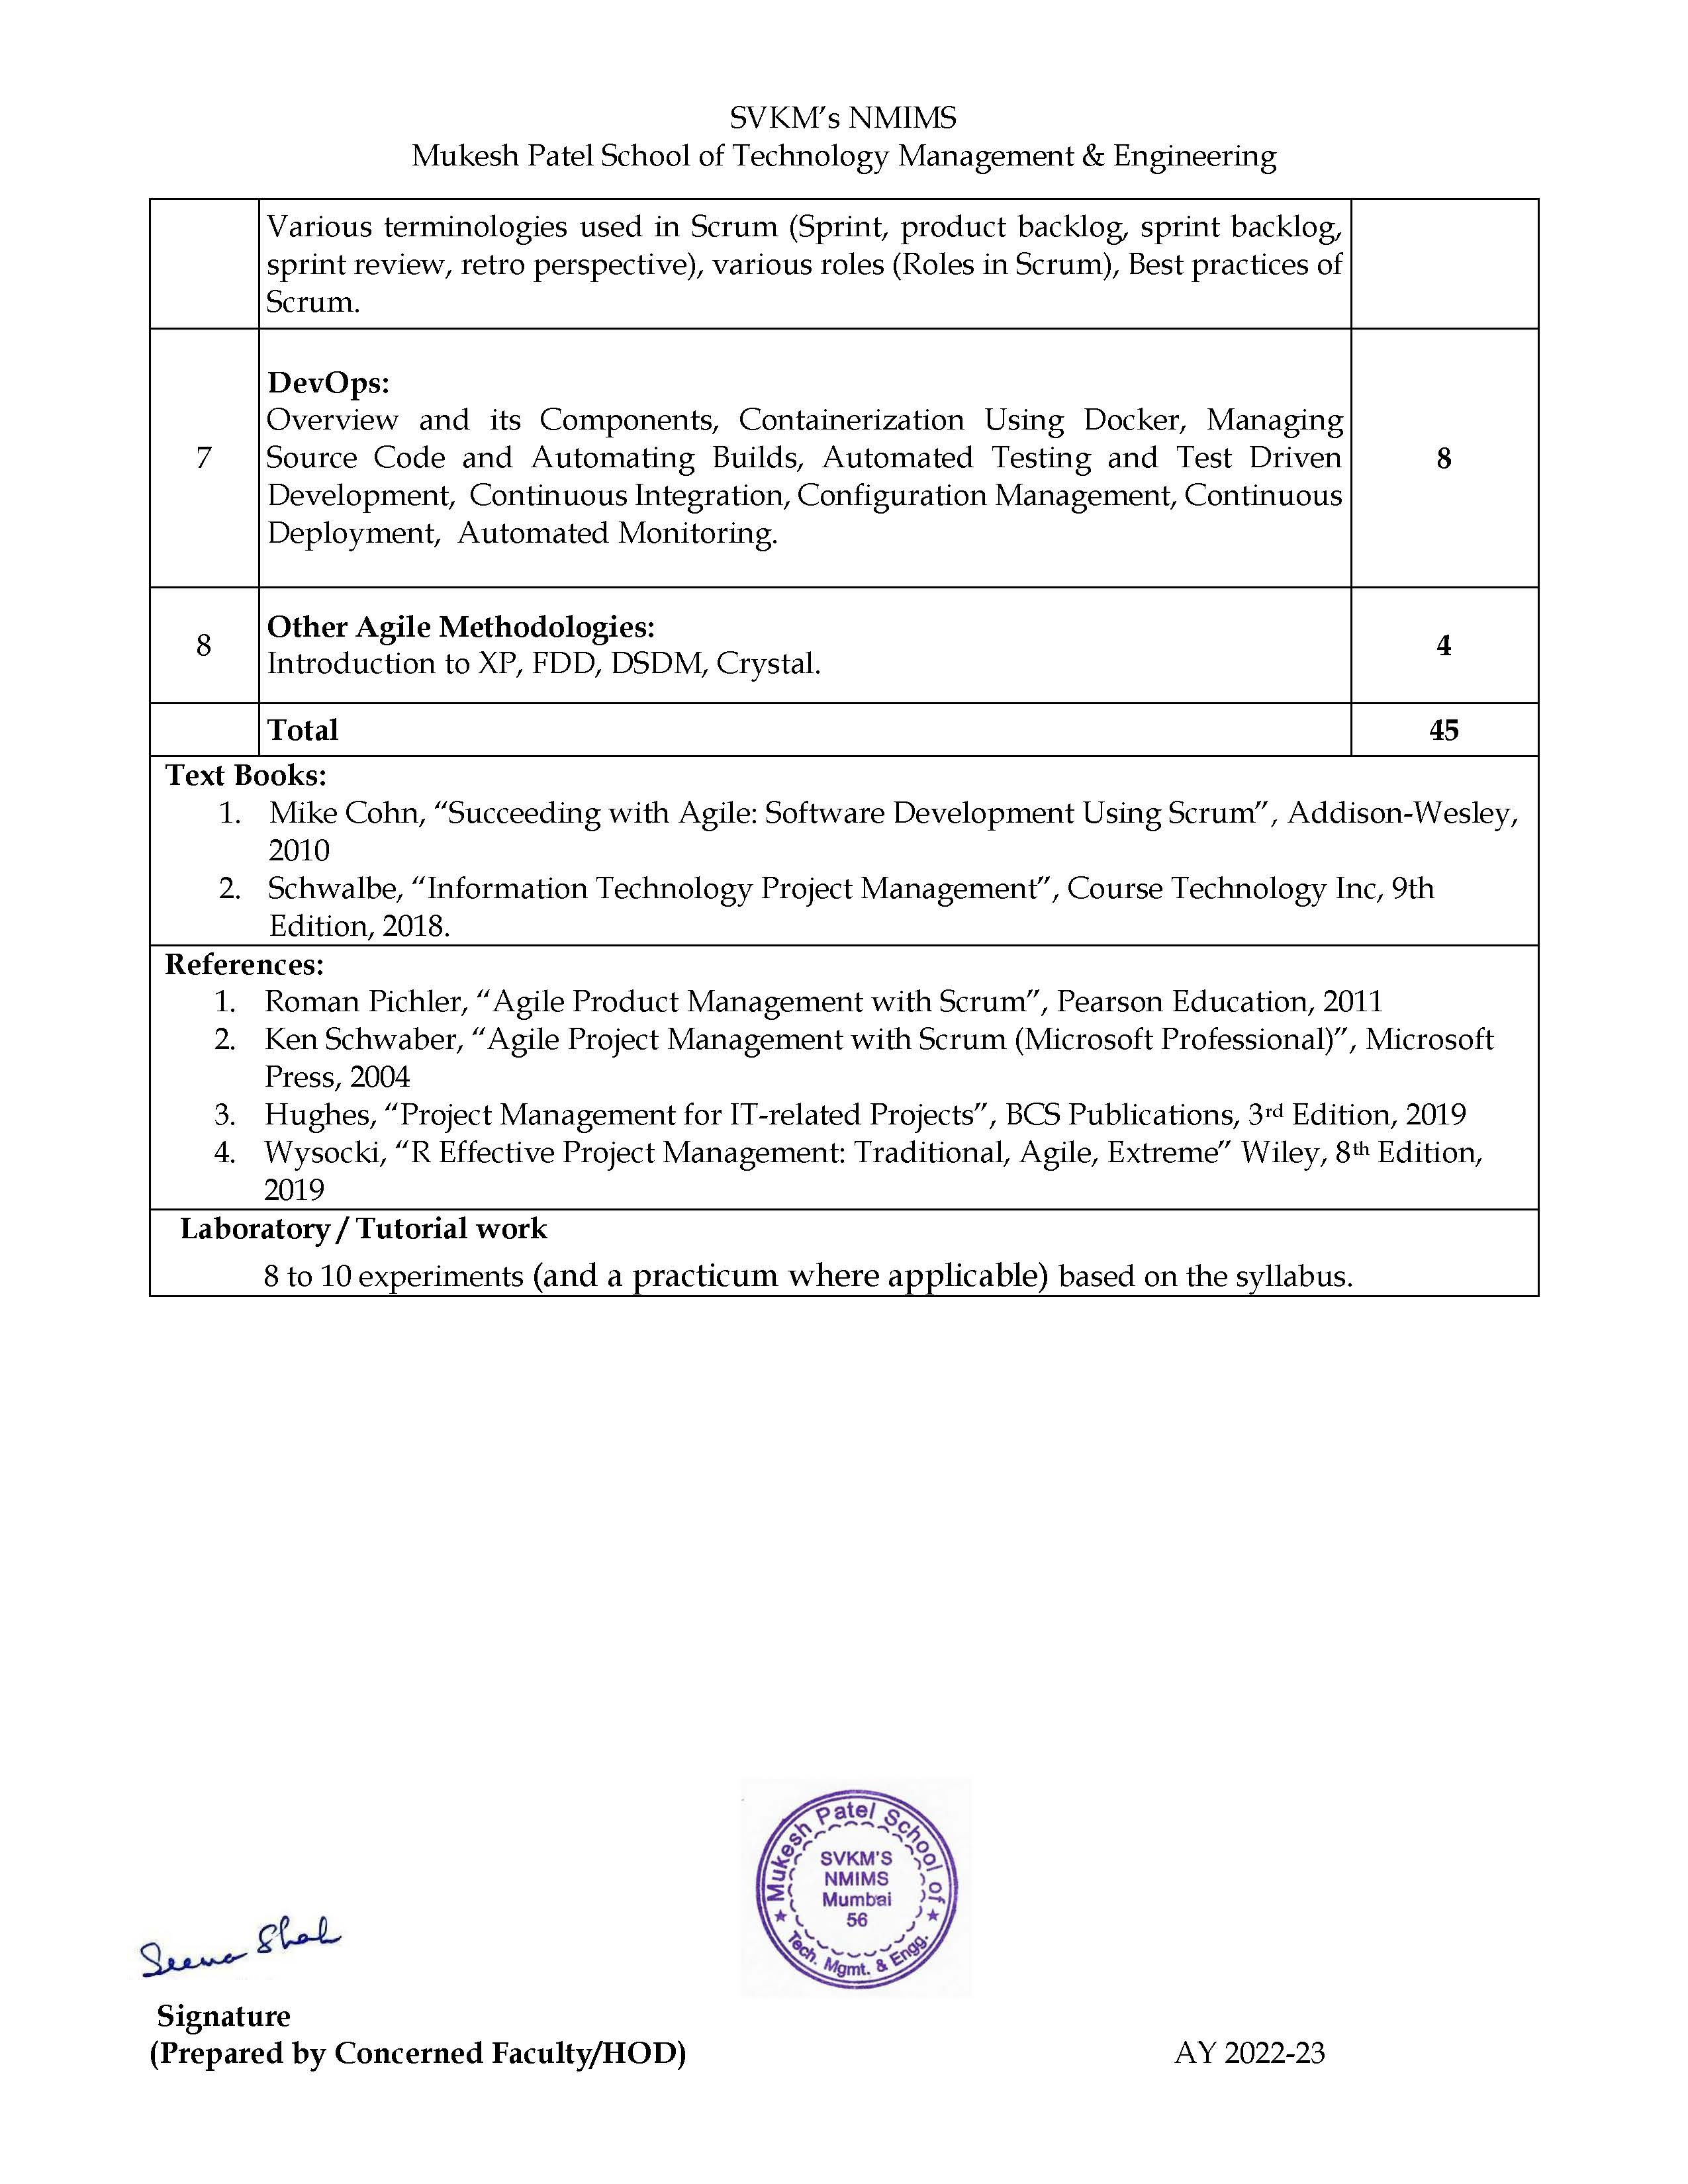 SVKM’s NMIMS
Mukesh Patel School of Technology Management & Engineering
Various terminologies used in Scrum (Sprint, product backlog, sprint backlog,
sprint review, retro perspective), various roles (Roles in Scrum), Best practices of
Scrum.
DevOps:
Overview and its Components, Containerization Using Docker, Managing
7 Source Code and Automating Builds, Automated Testing and Test Driven 8
Development, Continuous Integration, Configuration Management, Continuous
Deployment, Automated Monitoring.
Other Agile Methodologies:
8 4
Introduction to XP, FDD, DSDM, Crystal.
Total 45
Text Books:
1. Mike Cohn, “Succeeding with Agile: Software Development Using Scrum”, Addison-Wesley,
2010
2. Schwalbe, “Information Technology Project Management”, Course Technology Inc, 9th
Edition, 2018.
References:
1. Roman Pichler, “Agile Product Management with Scrum”, Pearson Education, 2011
2. Ken Schwaber, “Agile Project Management with Scrum (Microsoft Professional)”, Microsoft
Press, 2004
3. Hughes, “Project Management for IT-related Projects”, BCS Publications, 3rd Edition, 2019
4. Wysocki, “R Effective Project Management: Traditional, Agile, Extreme” Wiley, 8th Edition,
2019
Laboratory / Tutorial work
8 to 10 experiments (and a practicum where applicable) based on the syllabus.
Mukesh Patel School of
SVKM'S
NMIMS
Mumbai
56
Tech. Mgmt. & Engg.
Seema Shah
Signature
(Prepared by Concerned Faculty/HOD) AY 2022-23